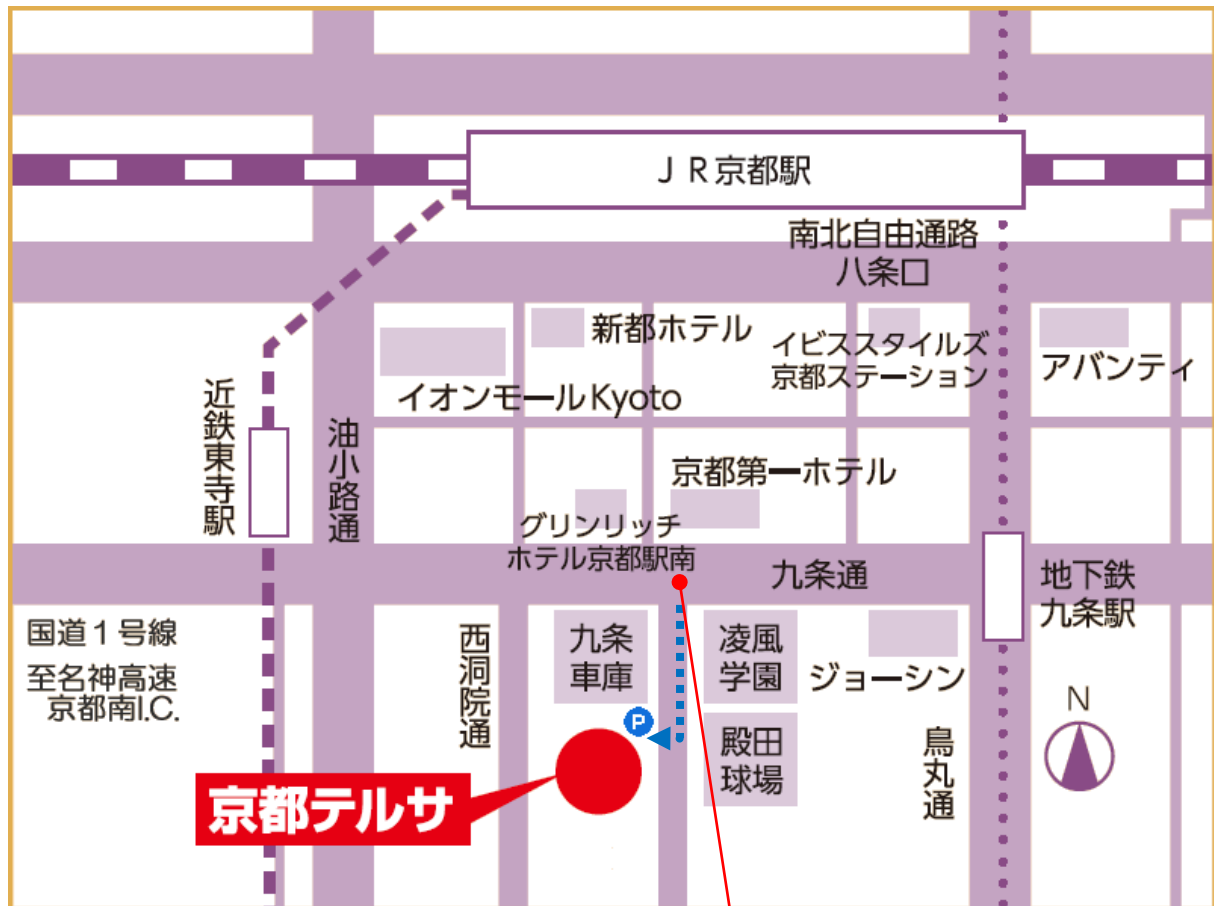 JR京都駅
南北自由通路
八条口
新都ホテル
イビススタイルズ
京都ステーション
アバンティ
イオンモールKyoto
近鉄東寺駅
油小路通
京都第一ホテル
グリンリッチ
ホテル京都駅南
九条通
地下鉄
九条駅
国道1号線
至名神高速
京都南I.C.
西洞院通
九条
車庫
凌風
学園
ジョーシン
N
P
殿田
球場
烏丸通
京都テルサ